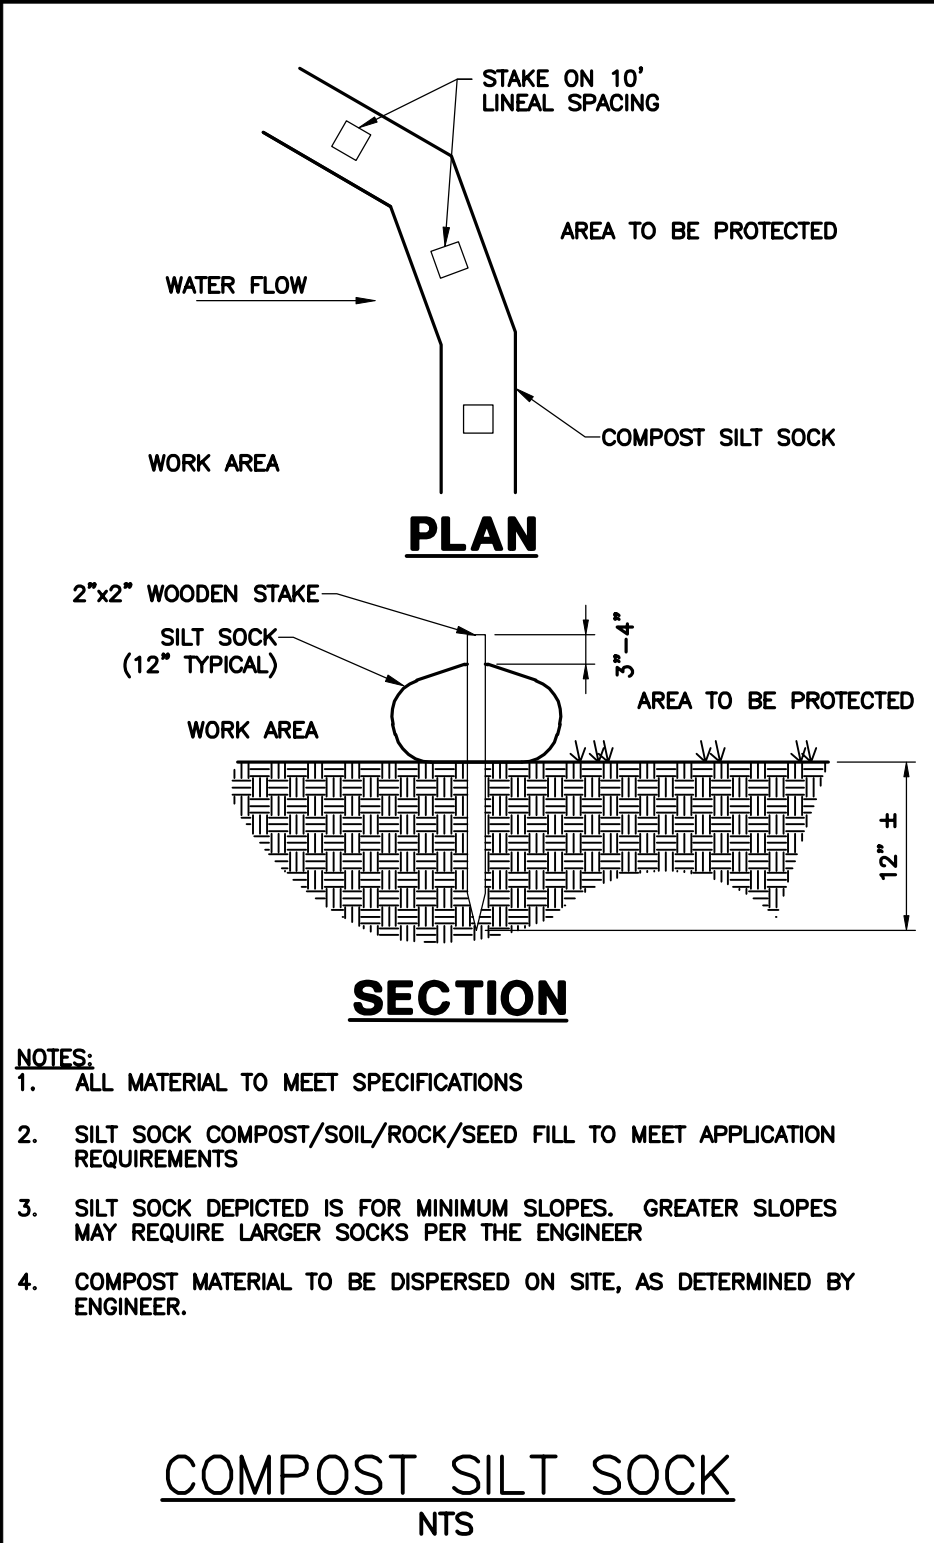 STAKE ON 10'
LINEAL SPACING
AREA TO BE PROTECTED
WATER FLOW
COMPOST SILT SOCK
WORK AREA
PLAN
2"x2" WOODEN STAKE
SILT SOCK
(12" TYPICAL)
3"-4"
AREA TO BE PROTECTED
WORK AREA
12" ±
SECTION
NOTES:
1. ALL MATERIAL TO MEET SPECIFICATIONS
2. SILT SOCK COMPOST/SOIL/ROCK/SEED FILL TO MEET APPLICATION
REQUIREMENTS
3. SILT SOCK DEPICTED IS FOR MINIMUM SLOPES. GREATER SLOPES
MAY REQUIRE LARGER SOCKS PER THE ENGINEER
4. COMPOST MATERIAL TO BE DISPERSED ON SITE, AS DETERMINED BY
ENGINEER.
COMPOST SILT SOCK
NTS